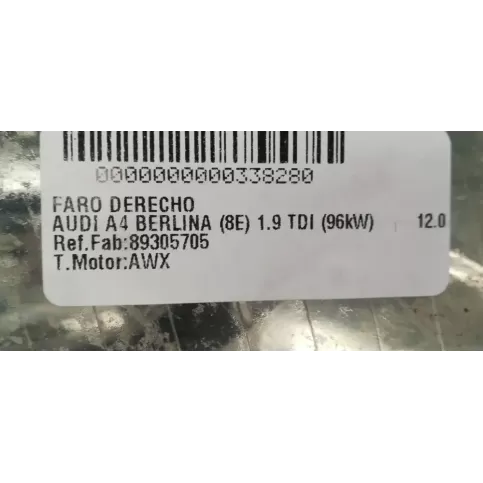 0000000000338280
FARO DERECHO
AUDI A4 BERLINA (8E) 1.9 TDI (96kW) 12.0
Ref.Fab:89305705
T.Motor:AWX